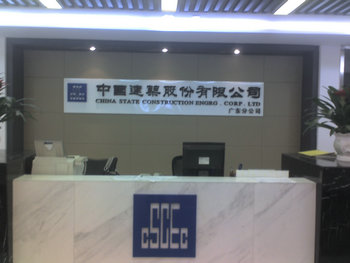 中国建築股份有限公司
CHINA STATE CONSTRUCTION ENGRG . CORP . LTD
广东分公司
CSCEC